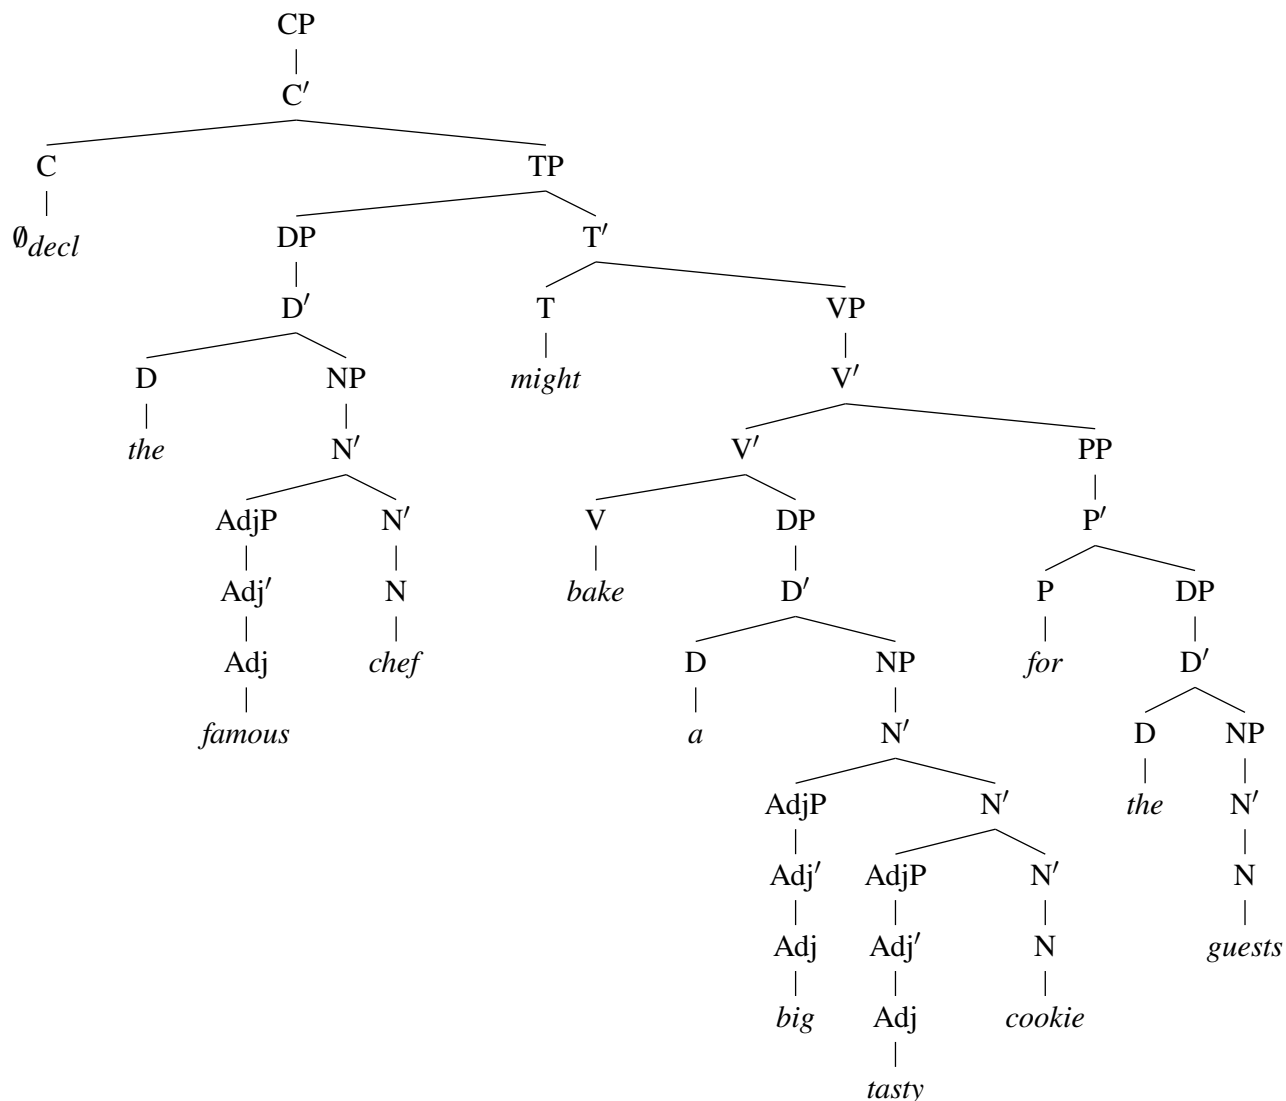 CP
C′
C TP
∅decl DP T′
D′ T VP
D NP might V′
the N′ V′ PP
AdjP N′ V DP P′
Adj′ N bake D′ P DP
Adj chef D NP for D′
famous a N′ D NP
AdjP N′ the N′
Adj′ AdjP N′ N
Adj Adj′ N guests
big Adj cookie
tasty